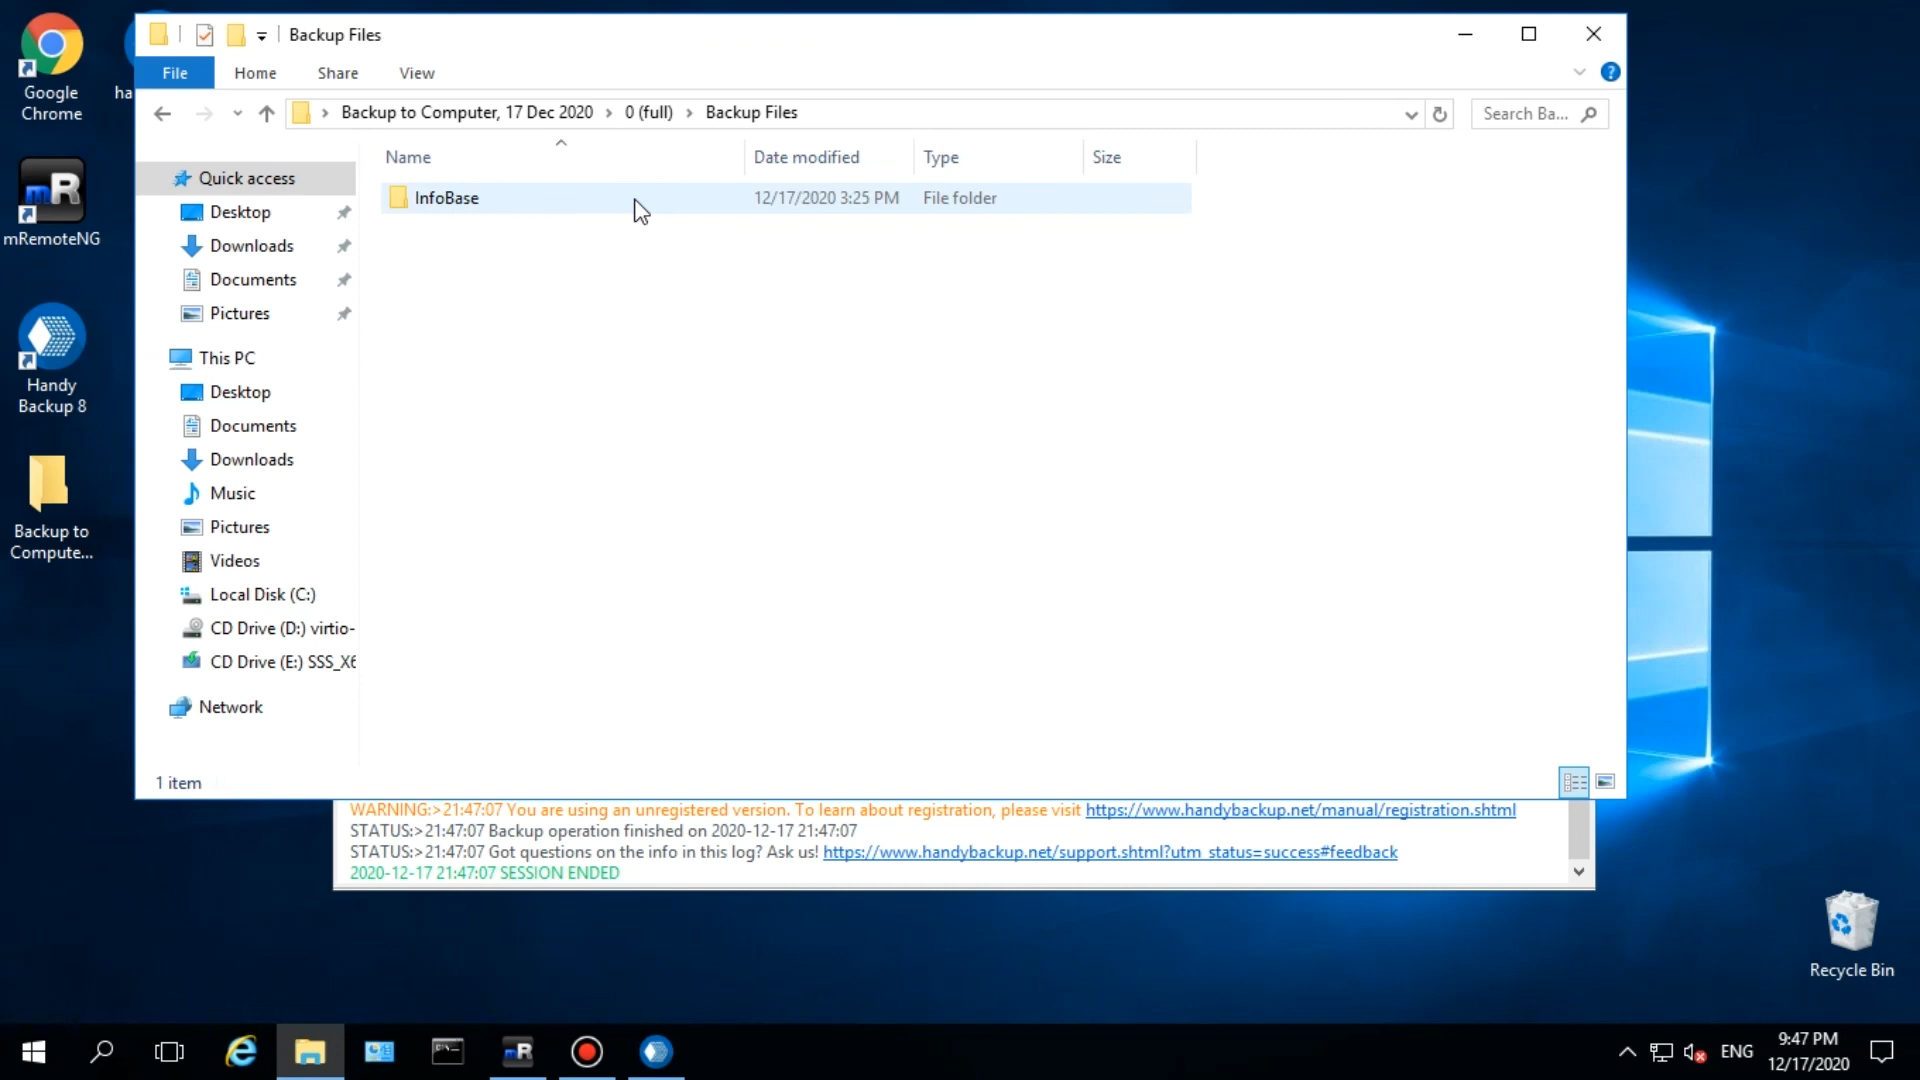 Google
Chrome
ha
mRemoteNG
Handy
Backup 8
Backup to
Compute...
Backup Files
File Home Share View
Backup to Computer, 17 Dec 2020 0 (full) Backup Files
Search Ba...
Name Date modified Type Size
InfoBase 12/17/2020 3:25 PM File folder
Quick access
Desktop
Downloads
Documents
Pictures
This PC
Desktop
Documents
Downloads
Music
Pictures
Videos
Local Disk (C:)
CD Drive (D:) virtio-
CD Drive (E:) SSS_X6
Network
1 item
WARNING:>21:47:07 You are using an unregistered version. To learn about registration, please visit https://www.handybackup.net/manual/registration.shtml
STATUS:>21:47:07 Backup operation finished on 2020-12-17 21:47:07
STATUS:>21:47:07 Got questions on the info in this log? Ask us! https://www.handybackup.net/support.shtml?utm_status=success#feedback
2020-12-17 21:47:07 SESSION ENDED
Recycle Bin
ENG
9:47 PM
12/17/2020